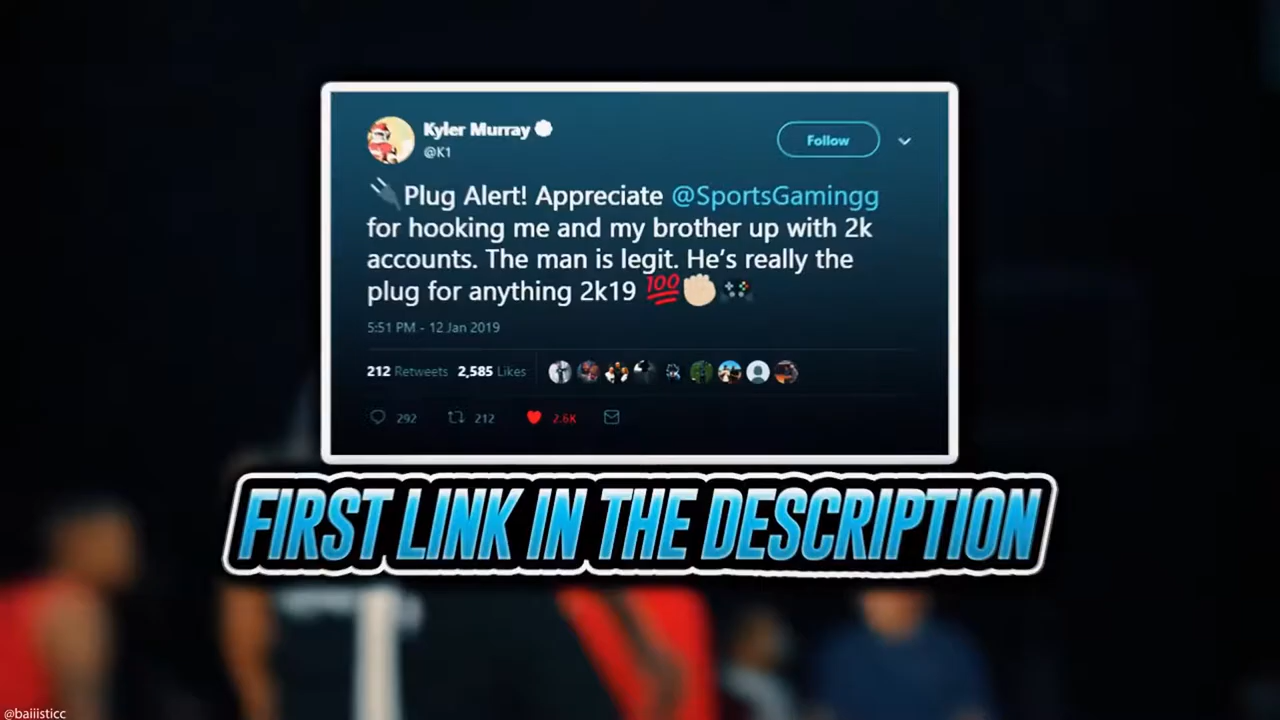 Kyler Murray
@K1
Follow
🔌Plug Alert! Appreciate @SportsGamingg
for hooking me and my brother up with 2k
accounts. The man is legit. He's really the
plug for anything 2k19 💯✊🏻🎮
5:51 PM - 12 Jan 2019
212 Retweets 2,585 Likes
292 212 2.6K
FIRST LINK IN THE DESCRIPTION
@baiiisticc